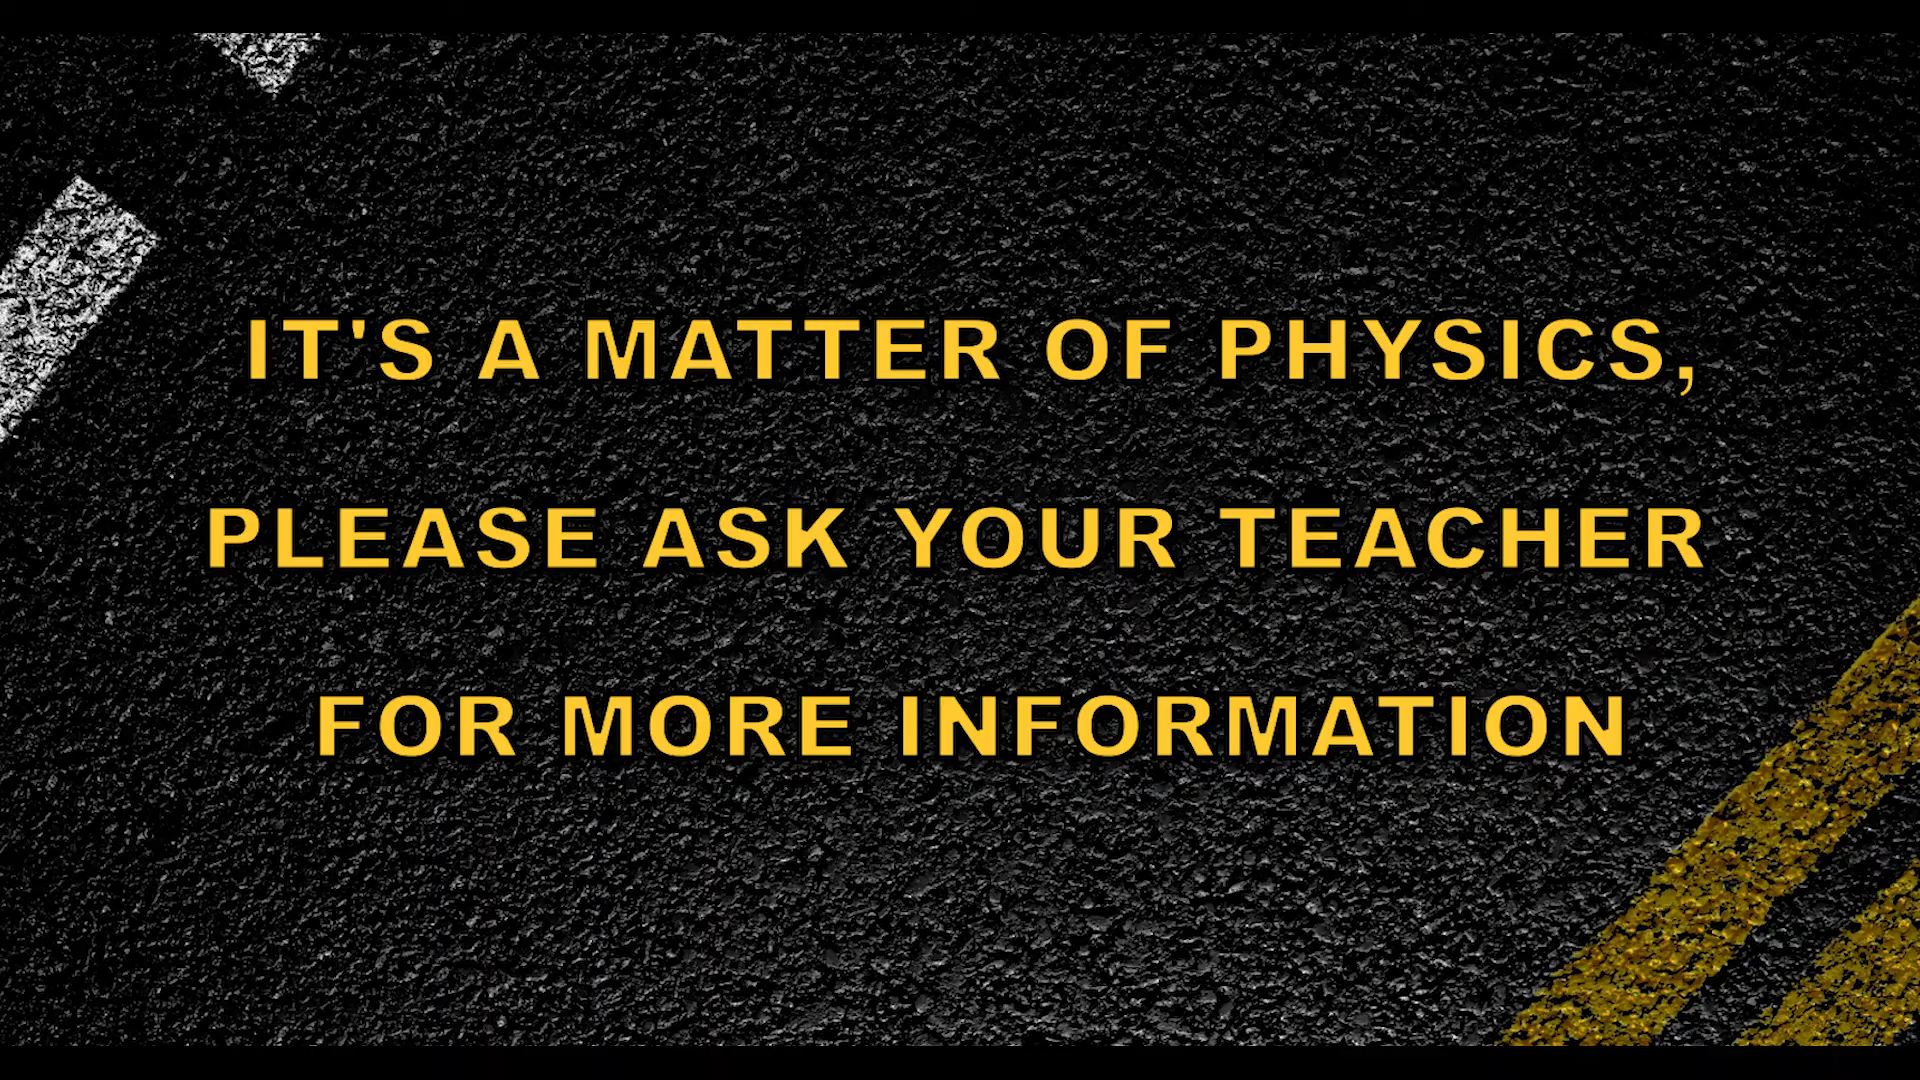 IT'S A MATTER OF PHYSICS,
PLEASE ASK YOUR TEACHER
FOR MORE INFORMATION